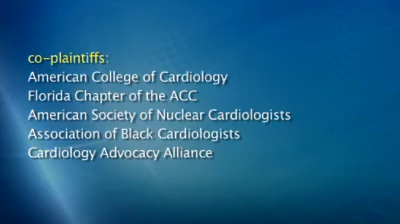 co-plaintiffs:
American College of Cardiology
Florida Chapter of the ACC
American Society of Nuclear Cardiologists
Association of Black Cardiologists
Cardiology Advocacy Alliance